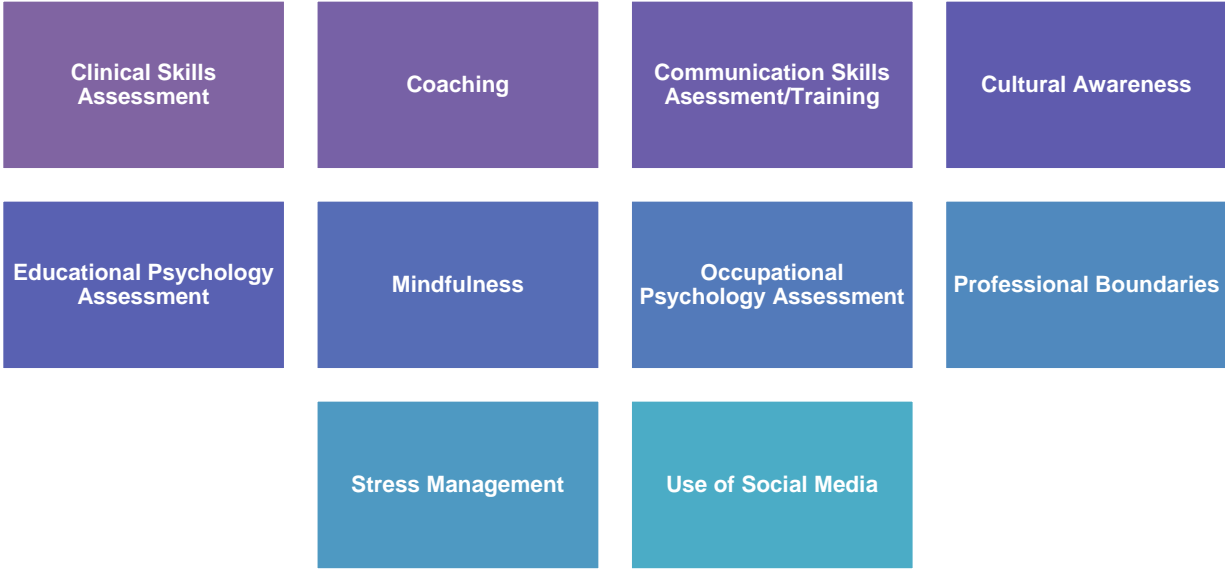 Clinical Skills
Assessment
Coaching
Communication Skills
Asessment/Training
Cultural Awareness
Educational Psychology
Assessment
Mindfulness
Occupational
Psychology Assessment
Professional Boundaries
Stress Management
Use of Social Media